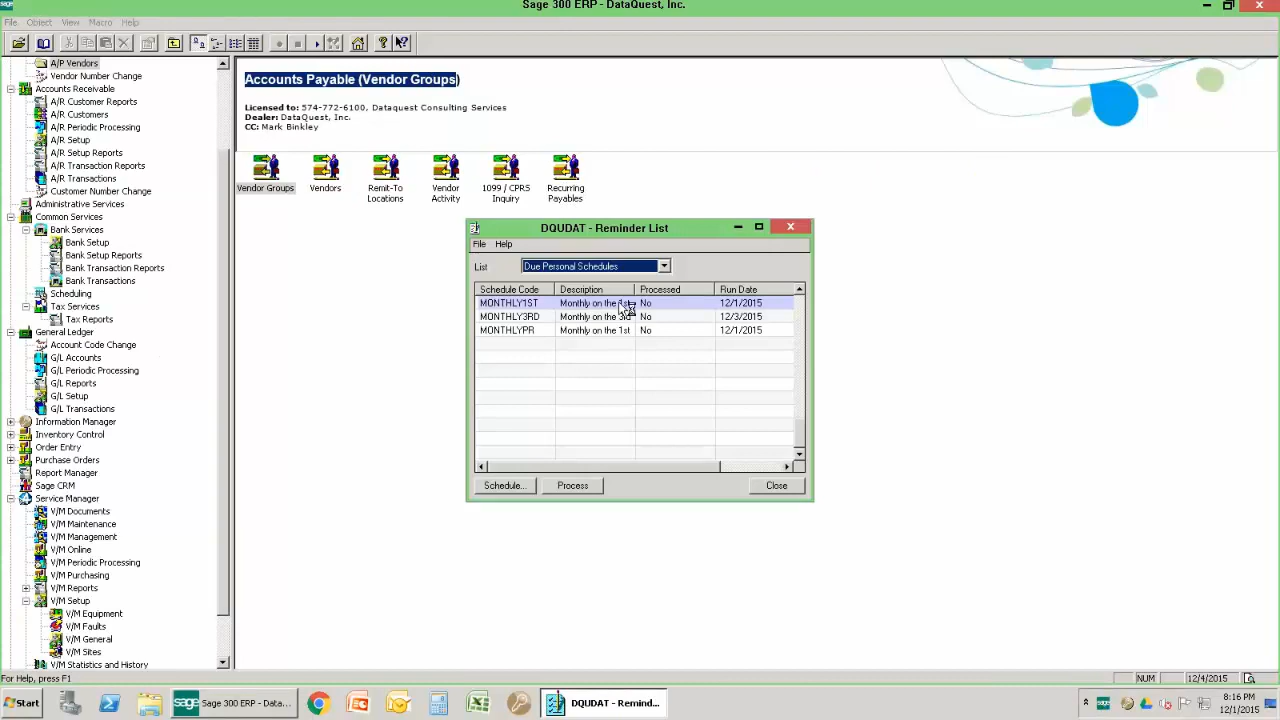 Sage 300 ERP - DataQuest, Inc.
File Object View Macro Help
A/P Vendors
Vendor Number Change
Accounts Receivable
A/R Customer Reports
A/R Customers
A/R Periodic Processing
A/R Setup
A/R Setup Reports
A/R Transaction Reports
A/R Transactions
Customer Number Change
Administrative Services
Common Services
Bank Services
Bank Setup
Bank Setup Reports
Bank Transaction Reports
Bank Transactions
Scheduling
Tax Services
Tax Reports
General Ledger
Account Code Change
G/L Accounts
G/L Periodic Processing
G/L Reports
G/L Setup
G/L Transactions
Information Manager
Inventory Control
Order Entry
Purchase Orders
Report Manager
Sage CRM
Service Manager
V/M Documents
V/M Maintenance
V/M Management
V/M Online
V/M Periodic Processing
V/M Purchasing
V/M Reports
V/M Setup
V/M Equipment
V/M Faults
V/M General
V/M Sites
V/M Statistics and History
Accounts Payable (Vendor Groups)
Licensed to: 574-772-6100, Dataquest Consulting Services
Dealer: DataQuest, Inc.
CC: Mark Binkley
Vendor Groups
Vendors
Remit-To
Locations
Vendor
Activity
1099 / CPRS
Inquiry
Recurring
Payables
DQUDAT - Reminder List
File Help
List Due Personal Schedules
Schedule Code Description Processed Run Date
MONTHLY1ST Monthly on the 1st No 12/1/2015
MONTHLY3RD Monthly on the 3rd No 12/3/2015
MONTHLYPR Monthly on the 1st No 12/1/2015
Schedule... Process Close
For Help, press F1
NUM 12/4/2015
Start
sage Sage 300 ERP - Data...
DQUDAT - Remind...
8:16 PM
12/1/2015